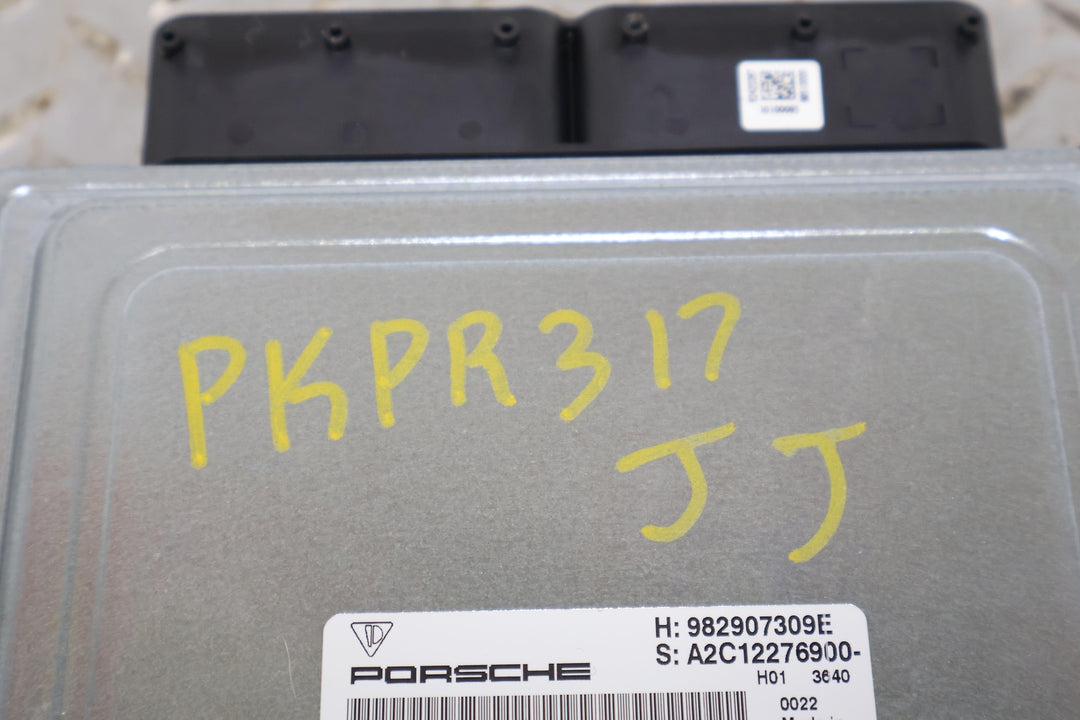 PKPR317
JJ
PORSCHE
H: 982907309E
S: A2C12276900-
H01 3640
0022